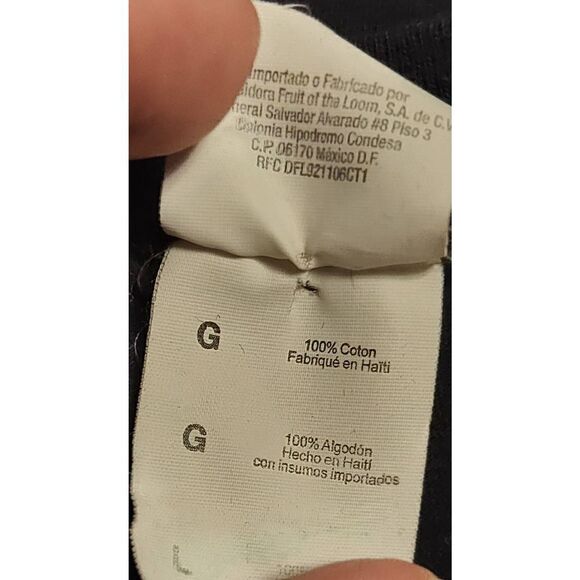 Importado o Fabricado por
Fruit of the Loom, S.A. de C.V
Salvador Alvarado #8 Piso 3
Colonia Hipodromo Condesa
C.P. 06170 México D.F.
RFC DFL921106CT1
G
100% Coton
Fabriqué en Haïti
G
100% Algodón
Hecho en Haití
con insumos importados
L
100%